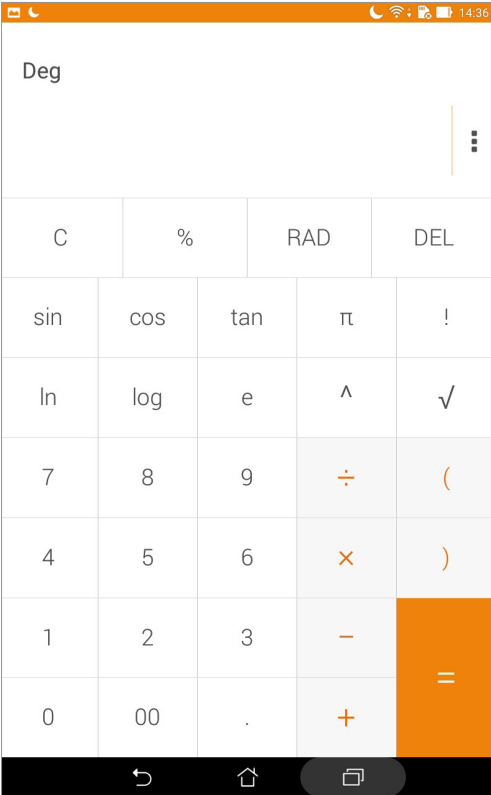 14:36
Deg
C % RAD DEL
sin cos tan π !
ln log e ^ √
7 8 9 ÷ (
4 5 6 × )
1 2 3 −
0 00 . +
=